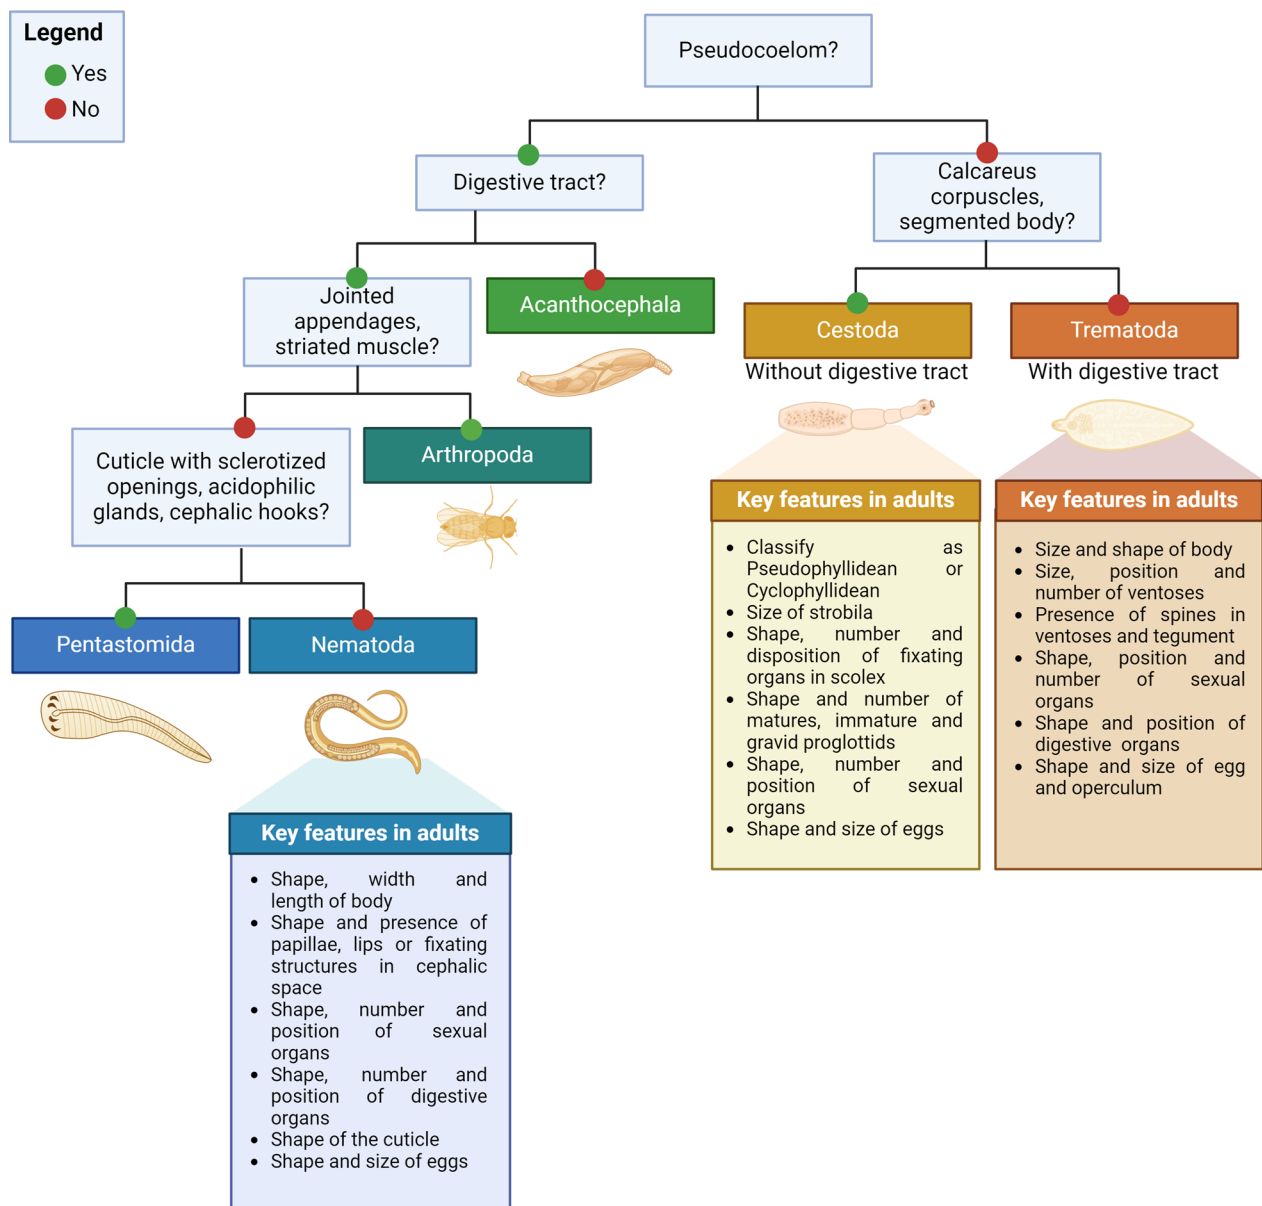 Legend
Yes
No
Pseudocoelom?
Digestive tract?
Calcareus
corpuscles,
segmented body?
Jointed
appendages,
striated muscle?
Acanthocephala
Cestoda
Without digestive tract
Trematoda
With digestive tract
Cuticle with sclerotized
openings, acidophilic
glands, cephalic hooks?
Arthropoda
Pentastomida
Nematoda
Key features in adults
• Classify as
Pseudophyllidean or
Cyclophyllidean
• Size of strobila
• Shape, number and
disposition of fixating
organs in scolex
• Shape and number of
matures, immature and
gravid proglottids
• Shape, number and
position of sexual
organs
• Shape and size of eggs
Key features in adults
• Size and shape of body
• Size, position and
number of ventoses
• Presence of spines in
ventoses and tegument
• Shape, position and
number of sexual
organs
• Shape and position of
digestive organs
• Shape and size of egg
and operculum
Key features in adults
• Shape, width and
length of body
• Shape and presence of
papillae, lips or fixating
structures in cephalic
space
• Shape, number and
position of sexual
organs
• Shape, number and
position of digestive
organs
• Shape of the cuticle
• Shape and size of eggs